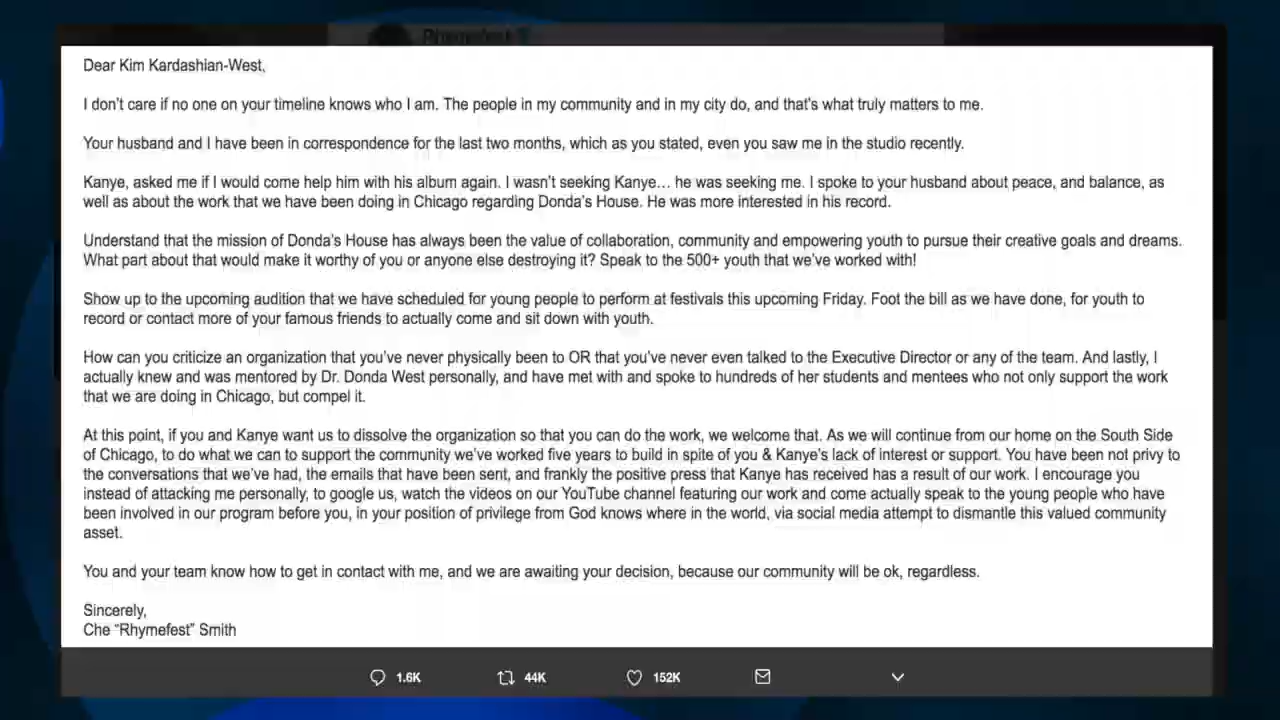 Rhymefest
Dear Kim Kardashian-West,
I don't care if no one on your timeline knows who I am. The people in my community and in my city do, and that's what truly matters to me.
Your husband and I have been in correspondence for the last two months, which as you stated, even you saw me in the studio recently.
Kanye, asked me if I would come help him with his album again. I wasn't seeking Kanye… he was seeking me. I spoke to your husband about peace, and balance, as
well as about the work that we have been doing in Chicago regarding Donda's House. He was more interested in his record.
Understand that the mission of Donda's House has always been the value of collaboration, community and empowering youth to pursue their creative goals and dreams.
What part about that would make it worthy of you or anyone else destroying it? Speak to the 500+ youth that we've worked with!
Show up to the upcoming audition that we have scheduled for young people to perform at festivals this upcoming Friday. Foot the bill as we have done, for youth to
record or contact more of your famous friends to actually come and sit down with youth.
How can you criticize an organization that you've never physically been to OR that you've never even talked to the Executive Director or any of the team. And lastly, I
actually knew and was mentored by Dr. Donda West personally, and have met with and spoke to hundreds of her students and mentees who not only support the work
that we are doing in Chicago, but compel it.
At this point, if you and Kanye want us to dissolve the organization so that you can do the work, we welcome that. As we will continue from our home on the South Side
of Chicago, to do what we can to support the community we've worked five years to build in spite of you & Kanye's lack of interest or support. You have been not privy to
the conversations that we've had, the emails that have been sent, and frankly the positive press that Kanye has received has a result of our work. I encourage you
instead of attacking me personally, to google us, watch the videos on our YouTube channel featuring our work and come actually speak to the young people who have
been involved in our program before you, in your position of privilege from God knows where in the world, via social media attempt to dismantle this valued community
asset.
You and your team know how to get in contact with me, and we are awaiting your decision, because our community will be ok, regardless.
Sincerely,
Che “Rhymefest” Smith
1.6K 44K 152K